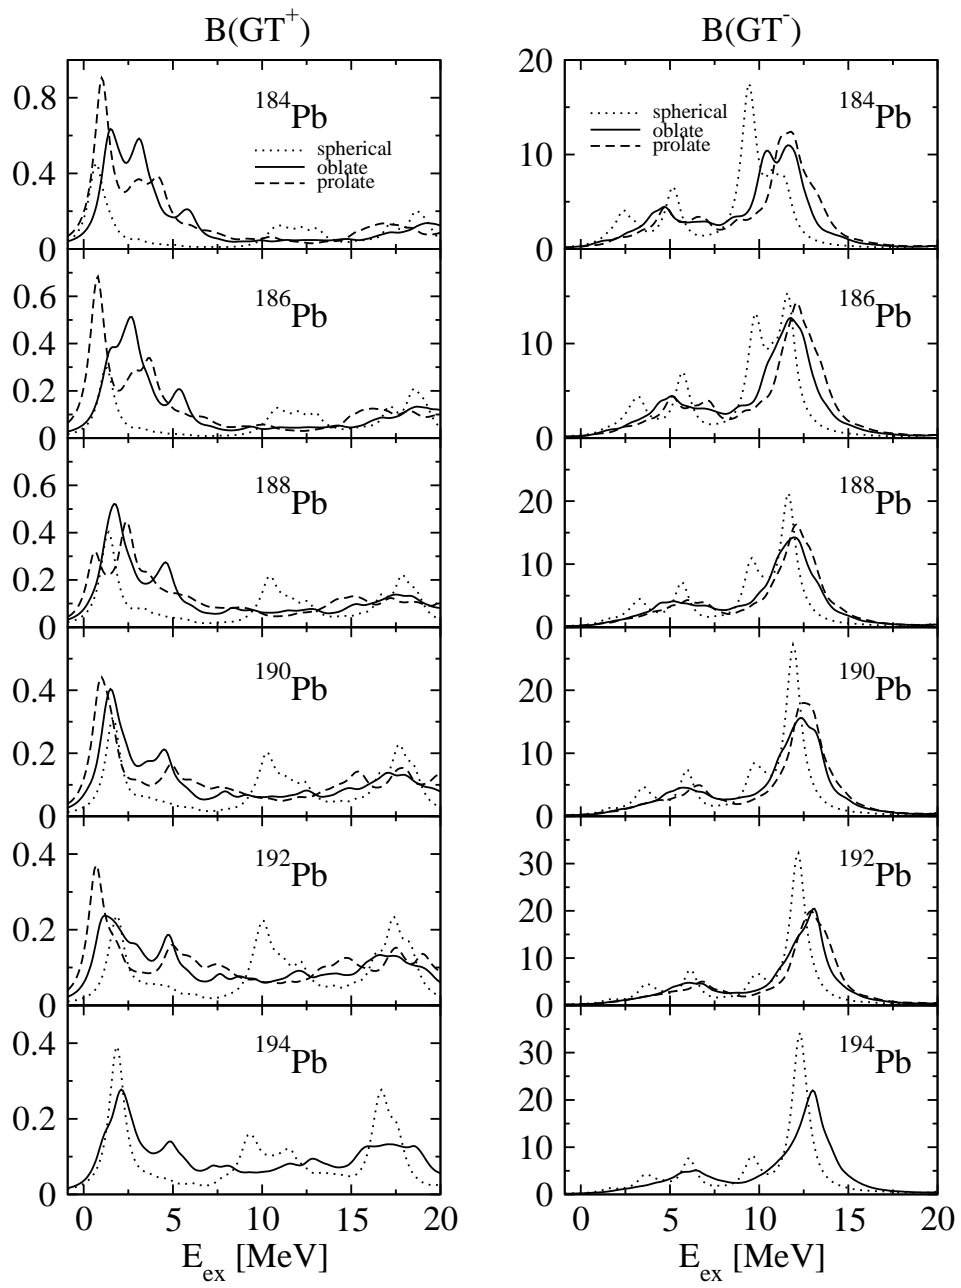 B(GT⁺)
B(GT⁻)
0.8
0.4
0
¹⁸⁴Pb
spherical
oblate
prolate
20
10
0
¹⁸⁴Pb
spherical
oblate
prolate
0.6
0.4
0.2
0
¹⁸⁶Pb
10
0
¹⁸⁶Pb
0.6
0.4
0.2
0
¹⁸⁸Pb
20
10
0
¹⁸⁸Pb
0.4
0.2
0
¹⁹⁰Pb
20
10
0
¹⁹⁰Pb
0.4
0.2
0
¹⁹²Pb
30
20
10
0
¹⁹²Pb
0.4
0.2
0
¹⁹⁴Pb
30
20
10
0
¹⁹⁴Pb
0 5 10 15 20
E_ex [MeV]
0 5 10 15 20
E_ex [MeV]